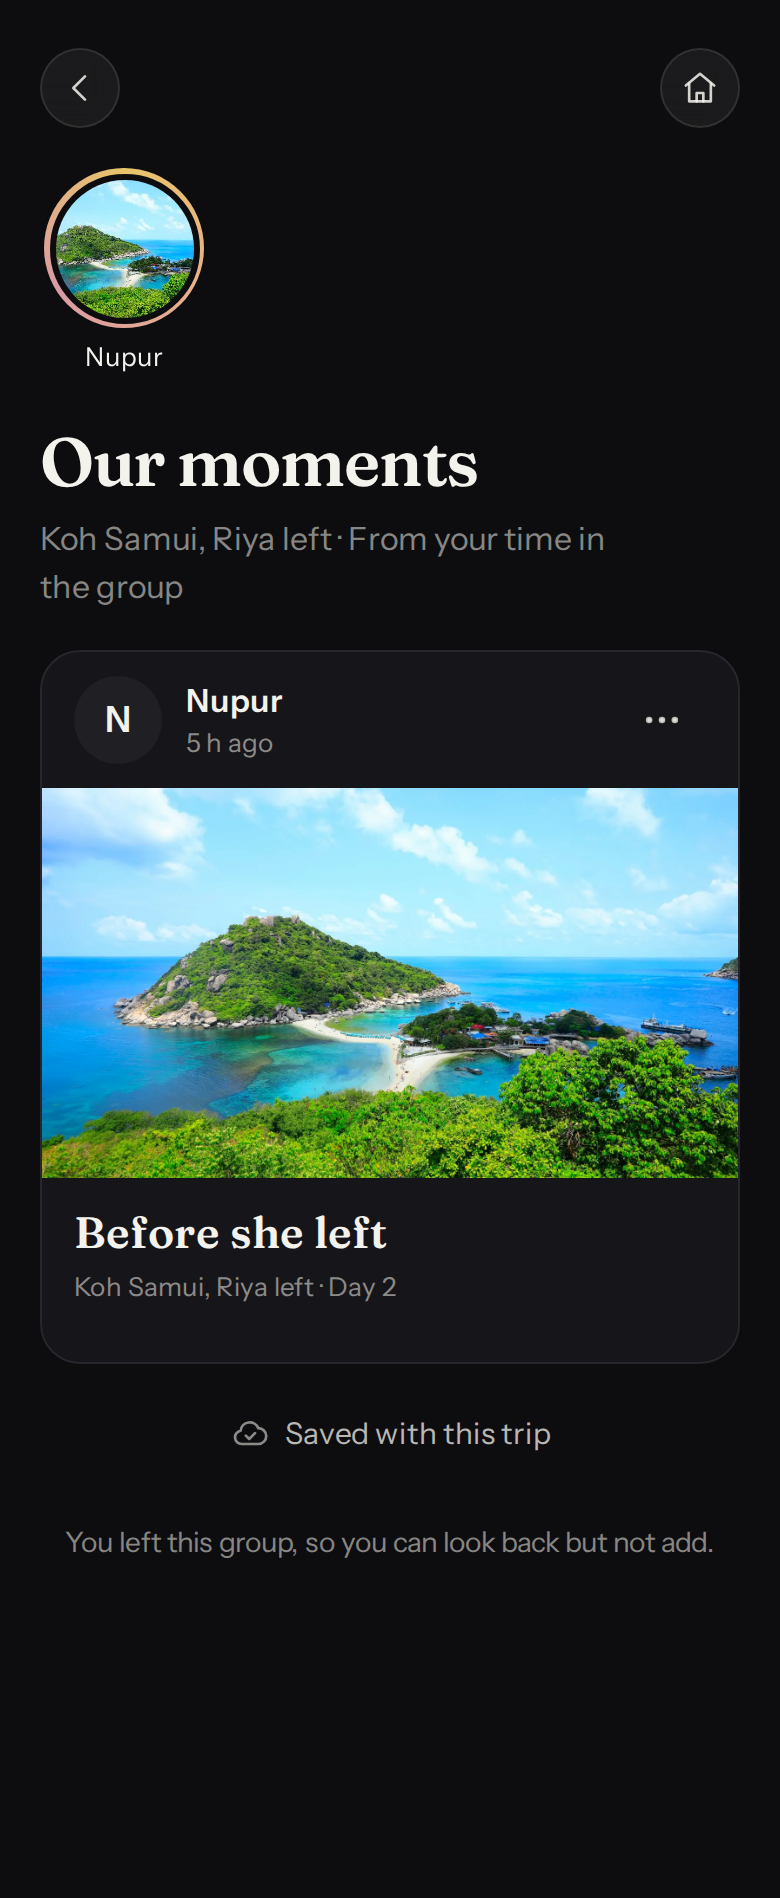 Nupur
Our moments
Koh Samui, Riya left · From your time in
the group
N
Nupur
5 h ago
Before she left
Koh Samui, Riya left · Day 2
Saved with this trip
You left this group, so you can look back but not add.